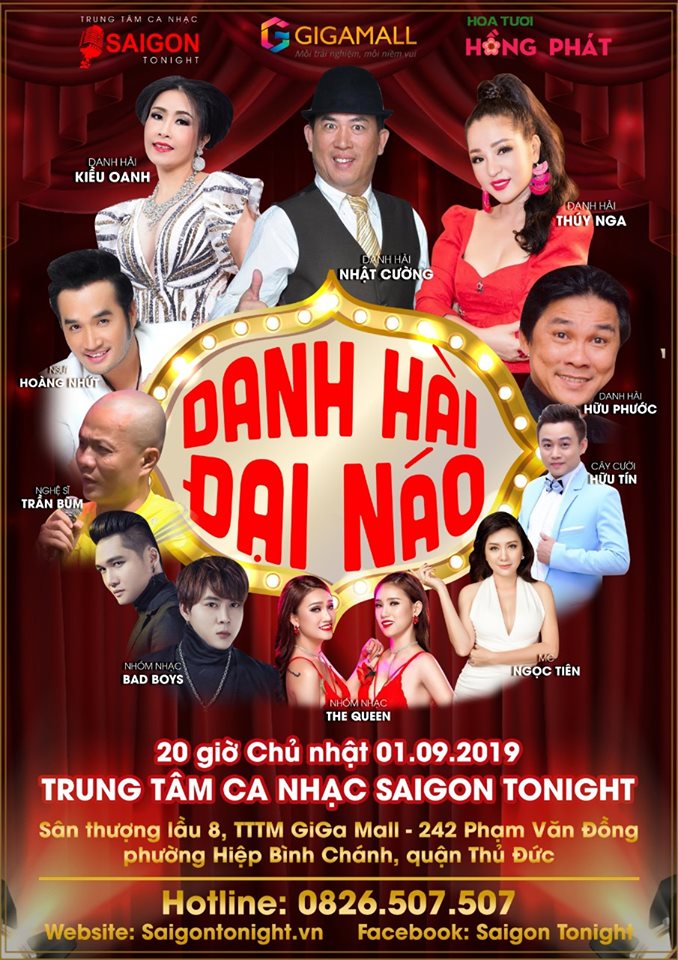 TRUNG TÂM CA NHẠC
SAIGON
TONIGHT
GIGAMALL
Mỗi trải nghiệm, mỗi niềm vui
HOA TƯƠI
HỒNG PHÁT
DANH HÀI
KIỀU OANH
DANH HÀI
NHẬT CƯỜNG
DANH HÀI
THÚY NGA
NSƯT
HOÀNG NHỨT
DANH HÀI
HỮU PHƯỚC
NGHỆ SĨ
TRẦN BÙM
CÂY CƯỜI
HỮU TÍN
DANH HÀI
ĐẠI NÁO
NHÓM NHẠC
BAD BOYS
NHÓM NHẠC
THE QUEEN
MC
NGỌC TIÊN
20 giờ Chủ nhật 01.09.2019
TRUNG TÂM CA NHẠC SAIGON TONIGHT
Sân thượng lầu 8, TTTM GiGa Mall - 242 Phạm Văn Đồng
phường Hiệp Bình Chánh, quận Thủ Đức
Hotline: 0826.507.507
Website: Saigontonight.vn Facebook: Saigon Tonight